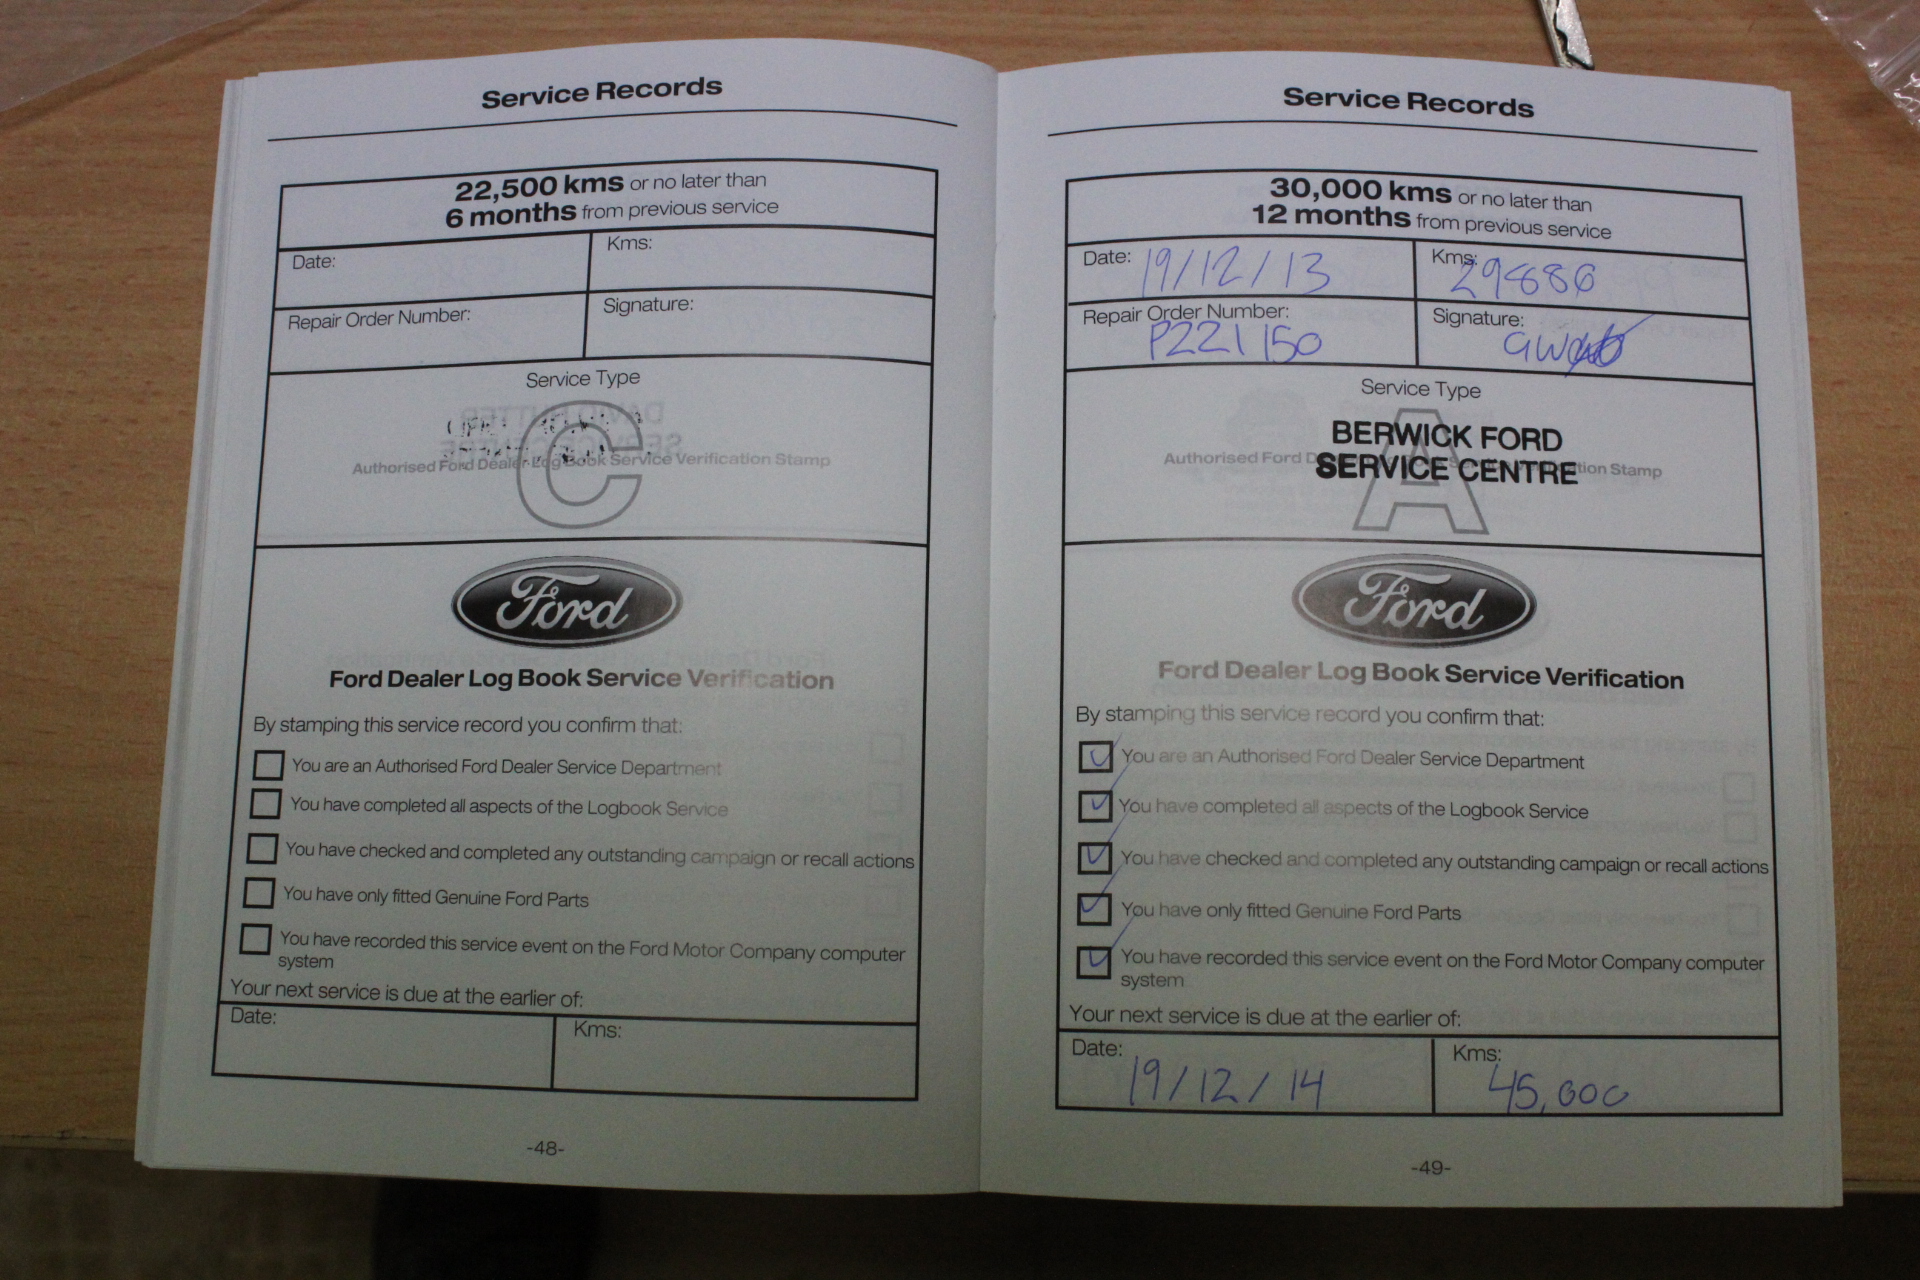 Service Records
22,500 kms or no later than
6 months from previous service
Date:
Kms:
Repair Order Number:
Signature:
Service Type
C
Authorised Ford Dealer Log Book Service Verification Stamp
Ford
Ford Dealer Log Book Service Verification
By stamping this service record you confirm that:
You are an Authorised Ford Dealer Service Department
You have completed all aspects of the Logbook Service
You have checked and completed any outstanding campaign or recall actions
You have only fitted Genuine Ford Parts
You have recorded this service event on the Ford Motor Company computer
system
Your next service is due at the earlier of:
Date:
Kms:
-48-
Service Records
30,000 kms or no later than
12 months from previous service
Date: 19/12/13
Kms: 29886
Repair Order Number:
P221150
Signature:
Service Type
A
BERWICK FORD
Authorised Ford Dealer Log Book Service Verification Stamp
SERVICE CENTRE
Ford
Ford Dealer Log Book Service Verification
By stamping this service record you confirm that:
You are an Authorised Ford Dealer Service Department
You have completed all aspects of the Logbook Service
You have checked and completed any outstanding campaign or recall actions
You have only fitted Genuine Ford Parts
You have recorded this service event on the Ford Motor Company computer
system
Your next service is due at the earlier of:
Date: 19/12/14
Kms: 45,000
-49-